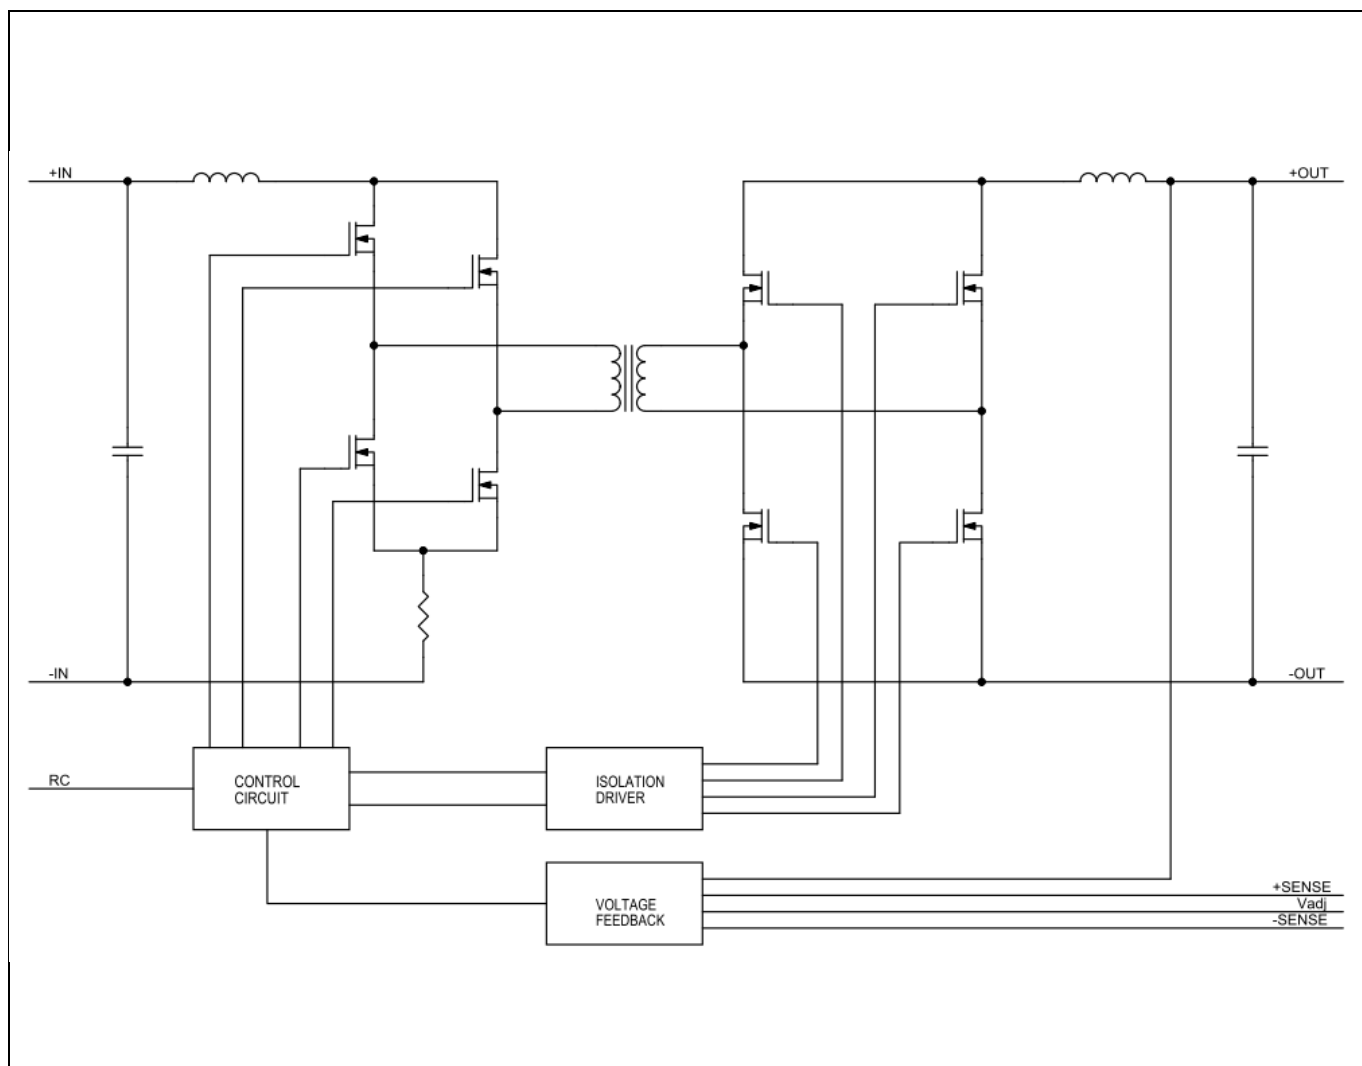 +IN
+OUT
-IN
-OUT
RC
CONTROL
CIRCUIT
ISOLATION
DRIVER
VOLTAGE
FEEDBACK
+SENSE
Vadj
-SENSE